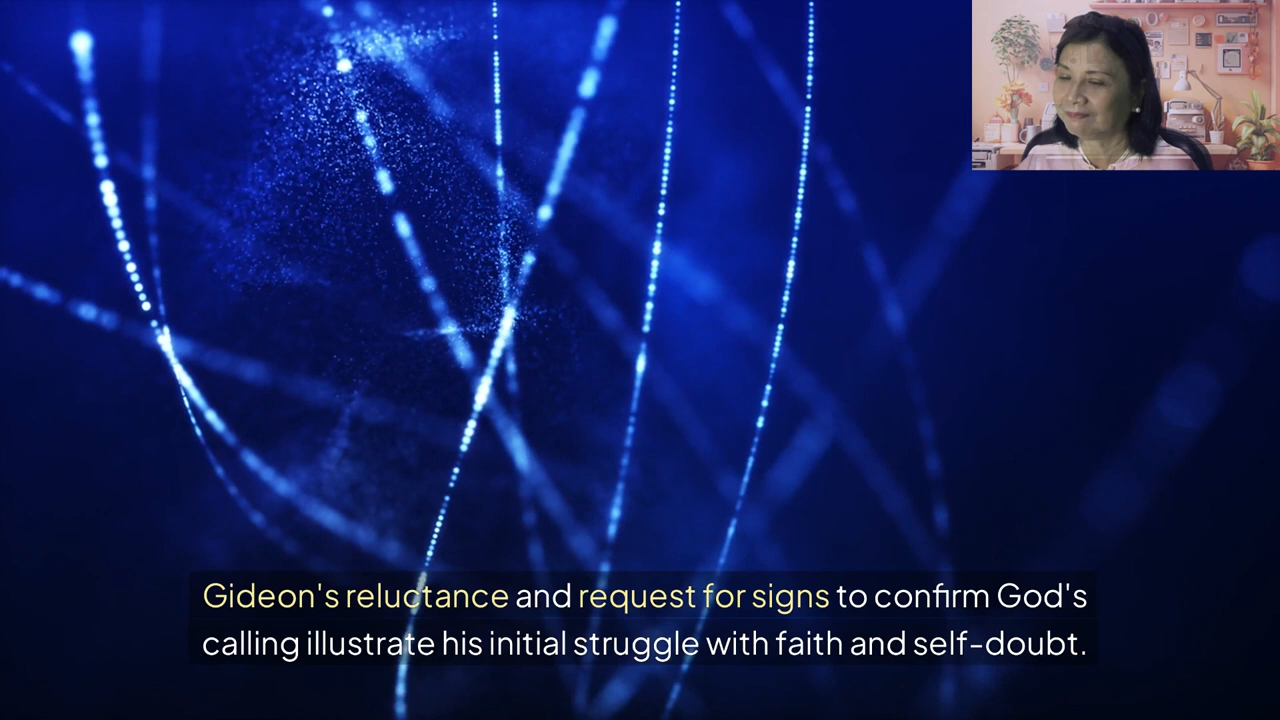 Gideon's reluctance and request for signs to confirm God's
calling illustrate his initial struggle with faith and self-doubt.